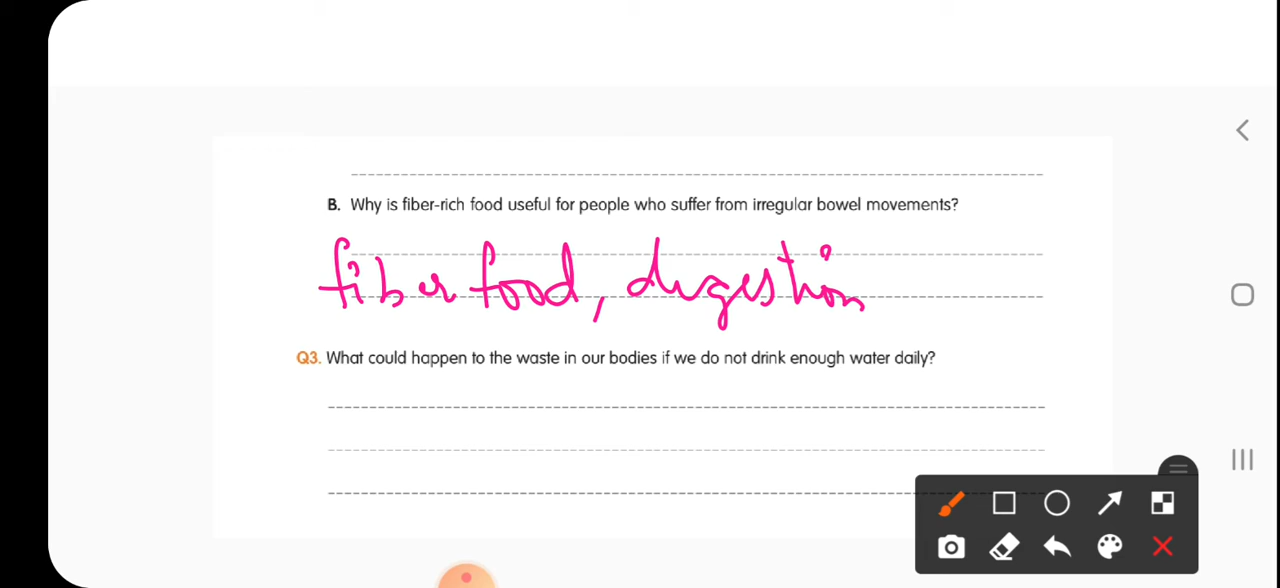 B. Why is fiber-rich food useful for people who suffer from irregular bowel movements?
fiber food, digestion
Q3. What could happen to the waste in our bodies if we do not drink enough water daily?